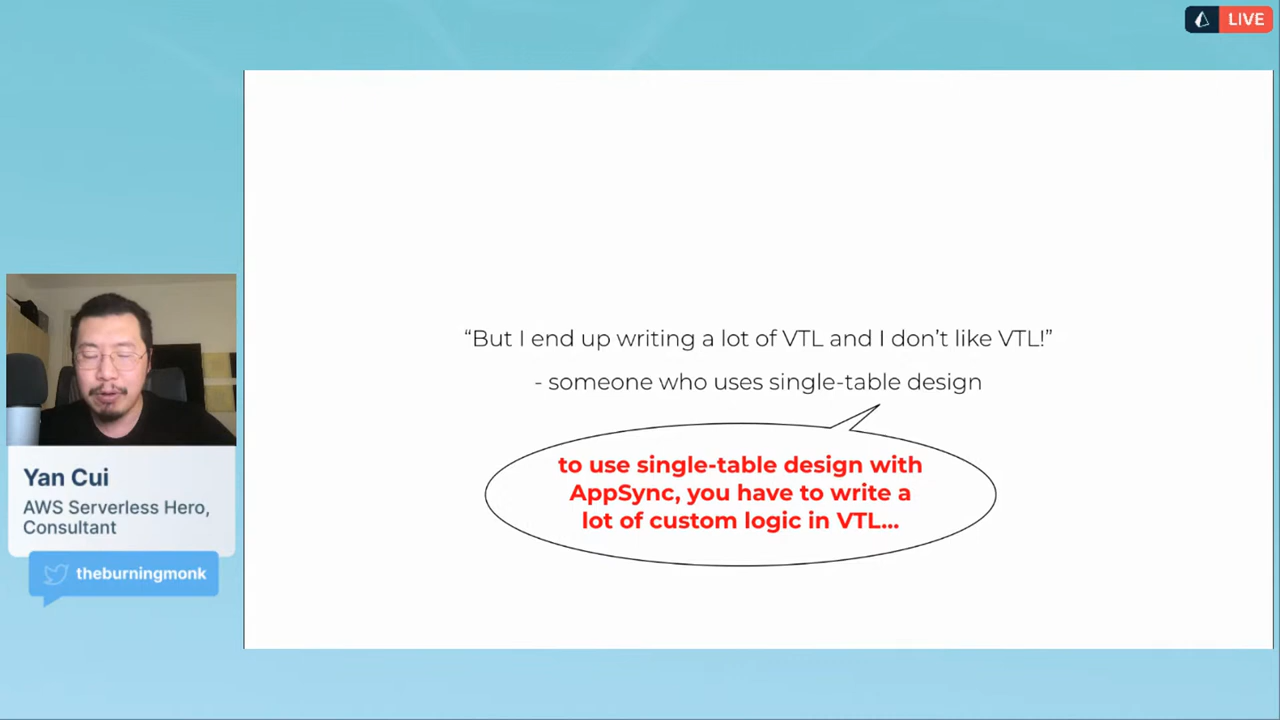 LIVE
“But I end up writing a lot of VTL and I don’t like VTL!”
- someone who uses single-table design
to use single-table design with
AppSync, you have to write a
lot of custom logic in VTL...
Yan Cui
AWS Serverless Hero,
Consultant
theburningmonk